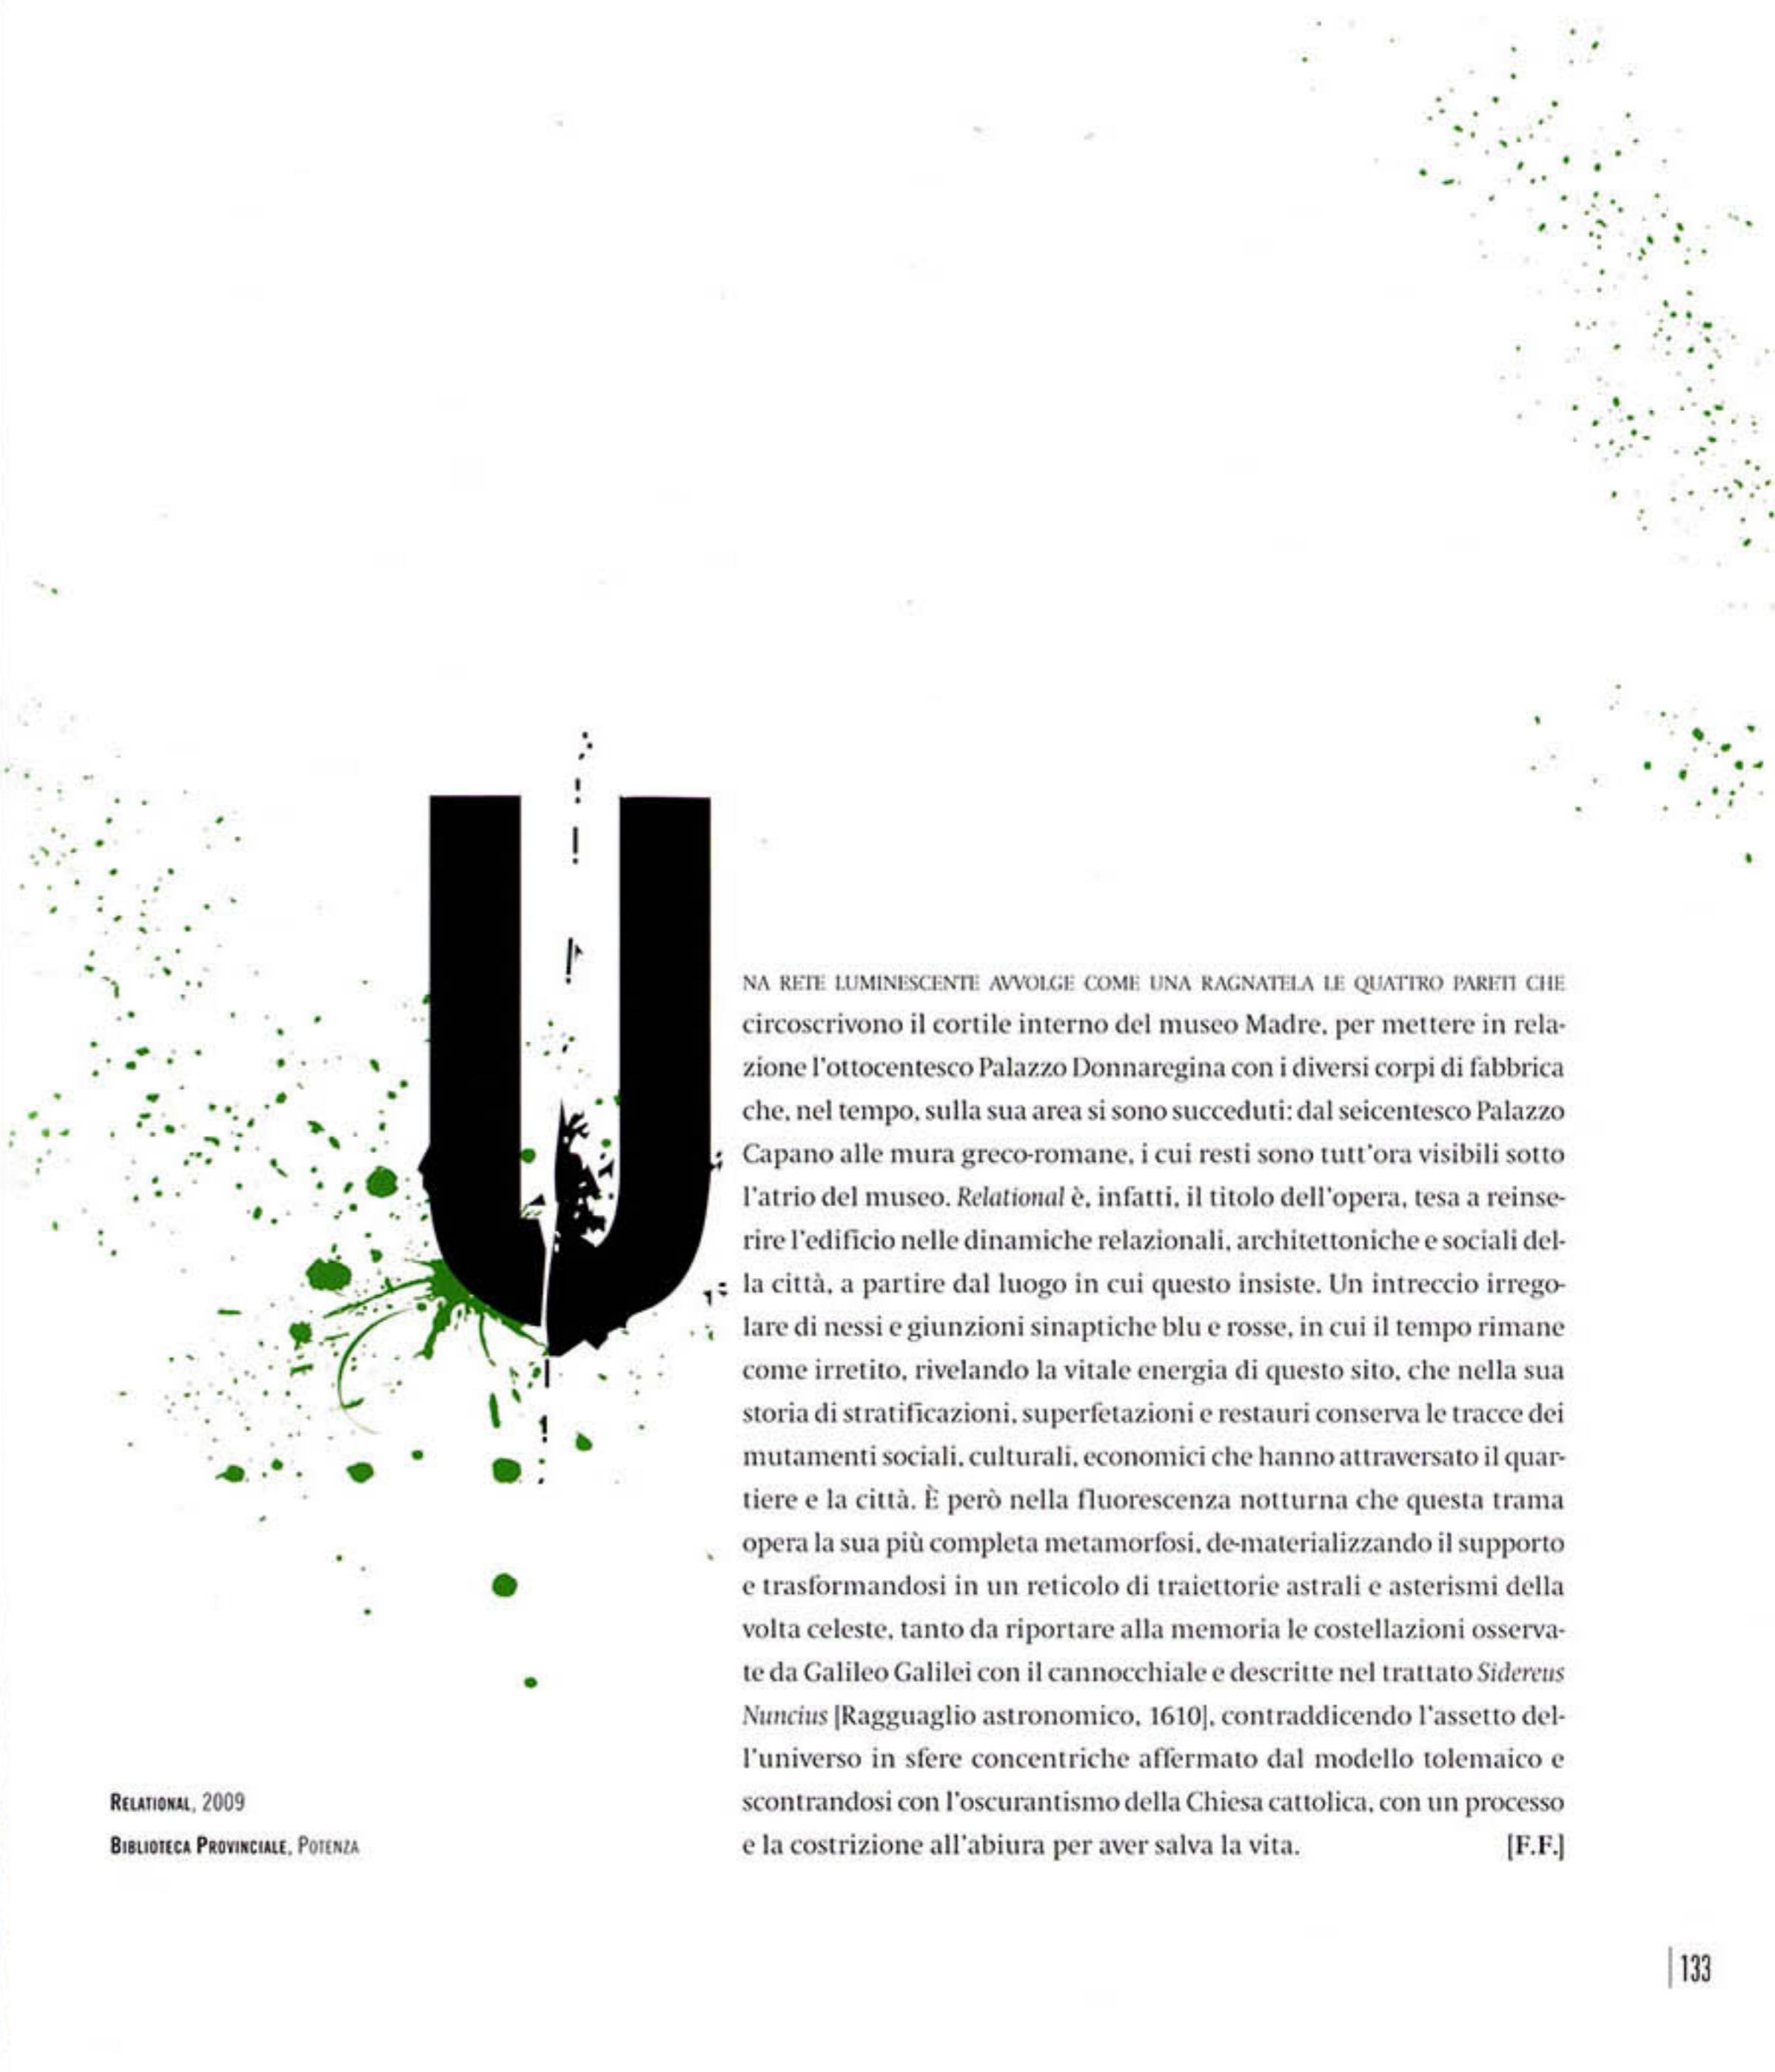 U
NA RETE LUMINESCENTE AVVOLGE COME UNA RAGNATELA LE QUATTRO PARETI CHE
circoscrivono il cortile interno del museo Madre, per mettere in rela-
zione l'ottocentesco Palazzo Donnaregina con i diversi corpi di fabbrica
che, nel tempo, sulla sua area si sono succeduti: dal seicentesco Palazzo
Capano alle mura greco-romane, i cui resti sono tutt'ora visibili sotto
l'atrio del museo. Relational è, infatti, il titolo dell'opera, tesa a reinse-
rire l'edificio nelle dinamiche relazionali, architettoniche e sociali del-
la città, a partire dal luogo in cui questo insiste. Un intreccio irrego-
lare di nessi e giunzioni sinaptiche blu e rosse, in cui il tempo rimane
come irretito, rivelando la vitale energia di questo sito, che nella sua
storia di stratificazioni, superfetazioni e restauri conserva le tracce dei
mutamenti sociali, culturali, economici che hanno attraversato il quar-
tiere e la città. È però nella fluorescenza notturna che questa trama
opera la sua più completa metamorfosi, de-materializzando il supporto
e trasformandosi in un reticolo di traiettorie astrali e asterismi della
volta celeste, tanto da riportare alla memoria le costellazioni osserva-
te da Galileo Galilei con il cannocchiale e descritte nel trattato Sidereus
Nuncius [Ragguaglio astronomico, 1610], contraddicendo l'assetto del-
l'universo in sfere concentriche affermato dal modello tolemaico e
scontrandosi con l'oscurantismo della Chiesa cattolica, con un processo
e la costrizione all'abiura per aver salva la vita. [F.F.]
RELATIONAL, 2009
BIBLIOTECA PROVINCIALE, POTENZA
133